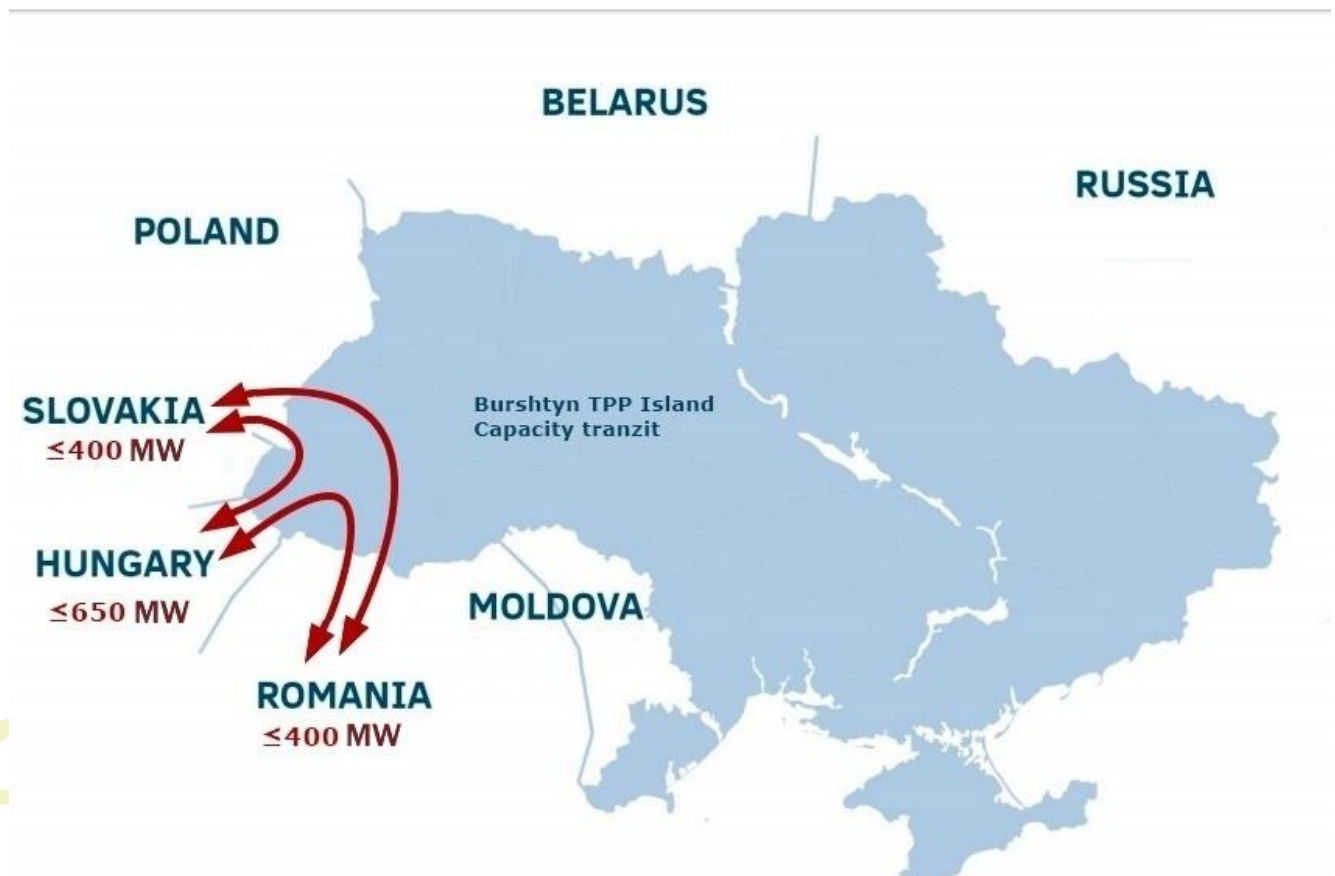 BELARUS
RUSSIA
POLAND
SLOVAKIA
≤400 MW
Burshtyn TPP Island
Capacity tranzit
HUNGARY
≤650 MW
MOLDOVA
ROMANIA
≤400 MW